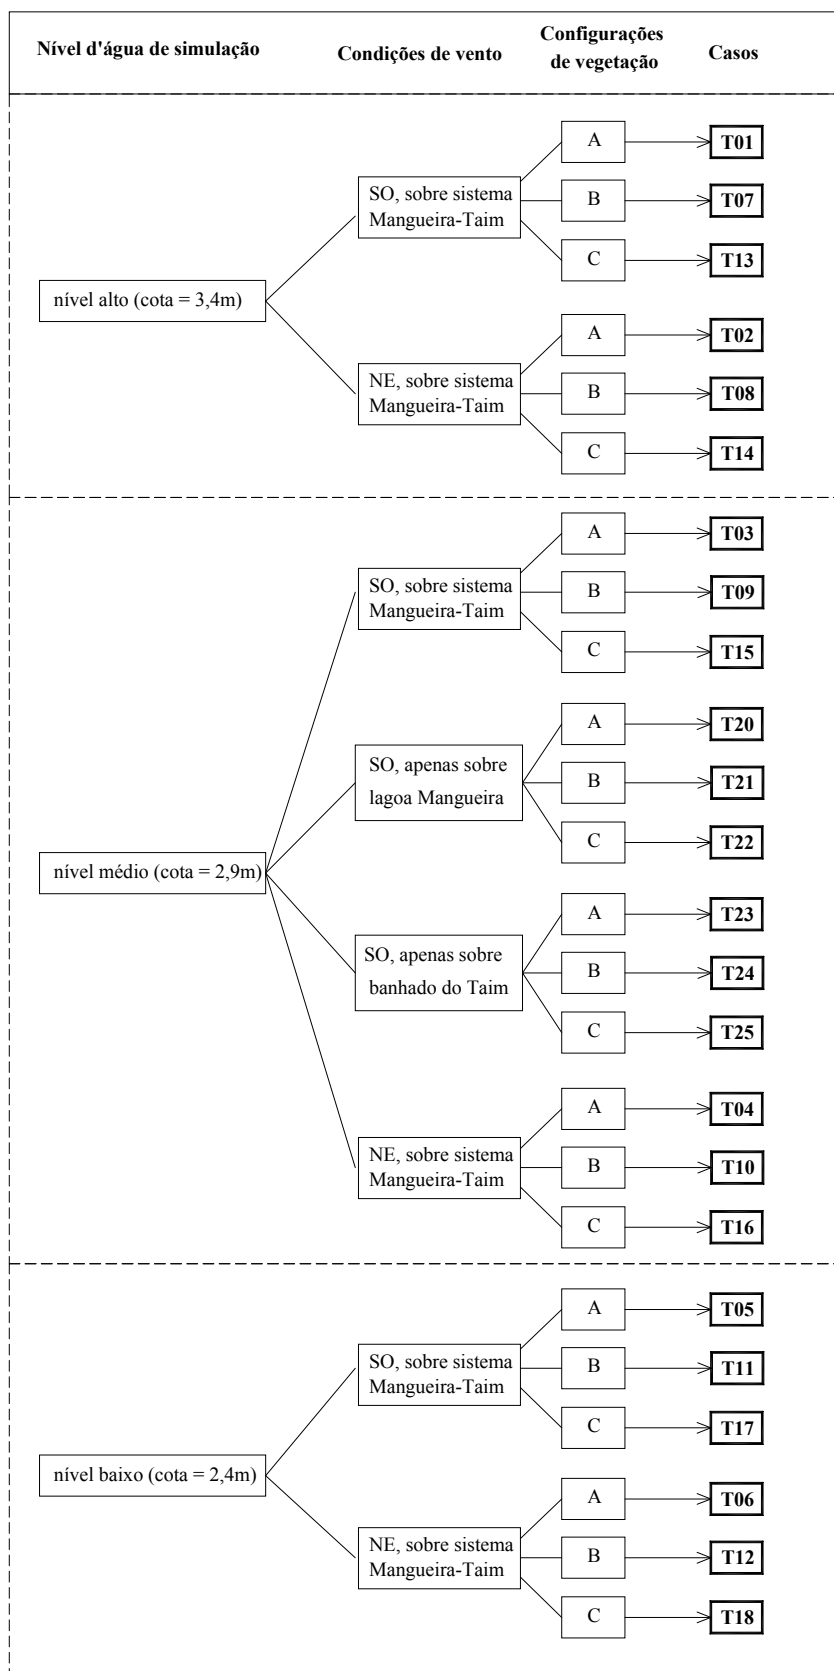 Nível d'água de simulação
Condições de vento
Configurações
de vegetação
Casos
nível alto (cota = 3,4m)
SO, sobre sistema
Mangueira-Taim
A
T01
B
T07
C
T13
NE, sobre sistema
Mangueira-Taim
A
T02
B
T08
C
T14
nível médio (cota = 2,9m)
SO, sobre sistema
Mangueira-Taim
A
T03
B
T09
C
T15
SO, apenas sobre
lagoa Mangueira
A
T20
B
T21
C
T22
SO, apenas sobre
banhado do Taim
A
T23
B
T24
C
T25
NE, sobre sistema
Mangueira-Taim
A
T04
B
T10
C
T16
nível baixo (cota = 2,4m)
SO, sobre sistema
Mangueira-Taim
A
T05
B
T11
C
T17
NE, sobre sistema
Mangueira-Taim
A
T06
B
T12
C
T18